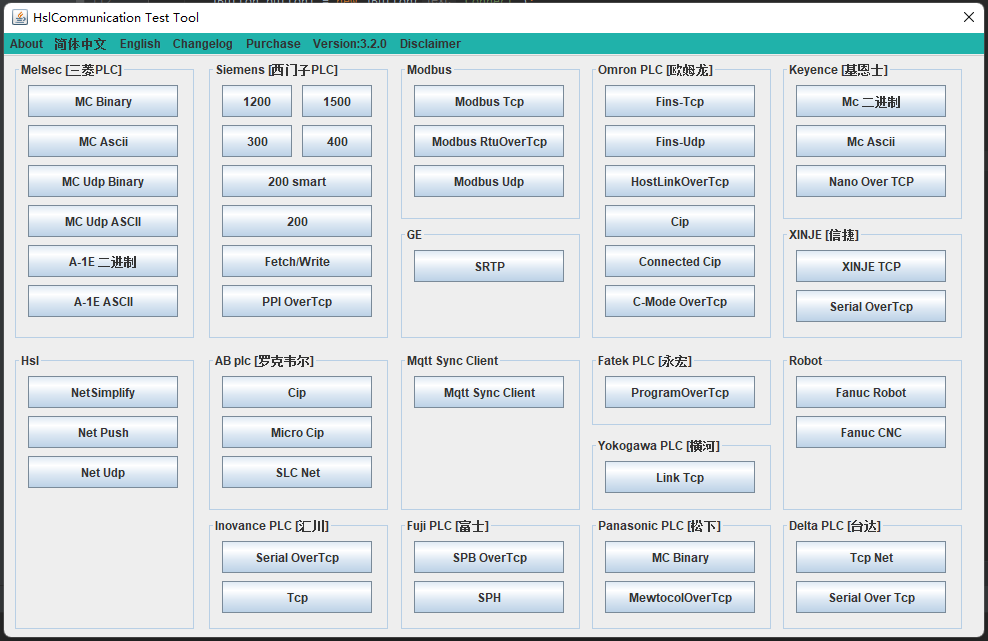 HslCommunication Test Tool
About 简体中文 English Changelog Purchase Version:3.2.0 Disclaimer
Melsec [三菱PLC]
MC Binary
MC Ascii
MC Udp Binary
MC Udp ASCII
A-1E 二进制
A-1E ASCII
Siemens [西门子PLC]
1200 1500
300 400
200 smart
200
Fetch/Write
PPI OverTcp
Modbus
Modbus Tcp
Modbus RtuOverTcp
Modbus Udp
GE
SRTP
Omron PLC [欧姆龙]
Fins-Tcp
Fins-Udp
HostLinkOverTcp
Cip
Connected Cip
C-Mode OverTcp
Keyence [基恩士]
Mc 二进制
Mc Ascii
Nano Over TCP
XINJE [信捷]
XINJE TCP
Serial OverTcp
Hsl
NetSimplify
Net Push
Net Udp
AB plc [罗克韦尔]
Cip
Micro Cip
SLC Net
Mqtt Sync Client
Mqtt Sync Client
Fatek PLC [永宏]
ProgramOverTcp
Yokogawa PLC [横河]
Link Tcp
Robot
Fanuc Robot
Fanuc CNC
Inovance PLC [汇川]
Serial OverTcp
Tcp
Fuji PLC [富士]
SPB OverTcp
SPH
Panasonic PLC [松下]
MC Binary
MewtocolOverTcp
Delta PLC [台达]
Tcp Net
Serial Over Tcp